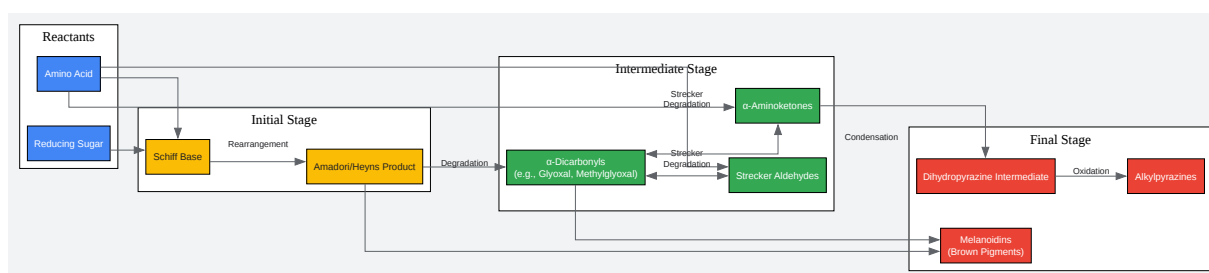 Reactants
Amino Acid
Reducing Sugar
Initial Stage
Schiff Base
Rearrangement
Amadori/Heyns Product
Degradation
Intermediate Stage
Strecker
Degradation
α-Aminoketones
α-Dicarbonyls
(e.g., Glyoxal, Methylglyoxal)
Strecker
Degradation
Strecker Aldehydes
Condensation
Final Stage
Dihydropyrazine Intermediate
Oxidation
Alkylpyrazines
Melanoidins
(Brown Pigments)